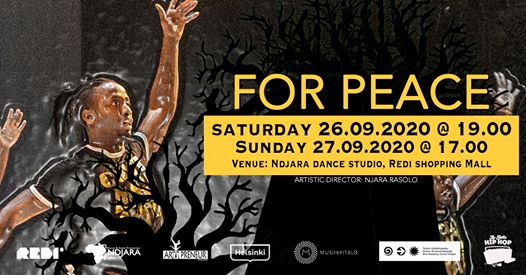 FOR PEACE
SATURDAY 26.09.2020 @ 19.00
SUNDAY 27.09.2020 @ 17.00
VENUE: NDJARA DANCE STUDIO, REDI SHOPPING MALL
ARTISTIC DIRECTOR: NJARA RASOLO
REDI
NDJARA
ARTPRENEUR
Helsinki
MUSIIKKITALO
HIP HOP